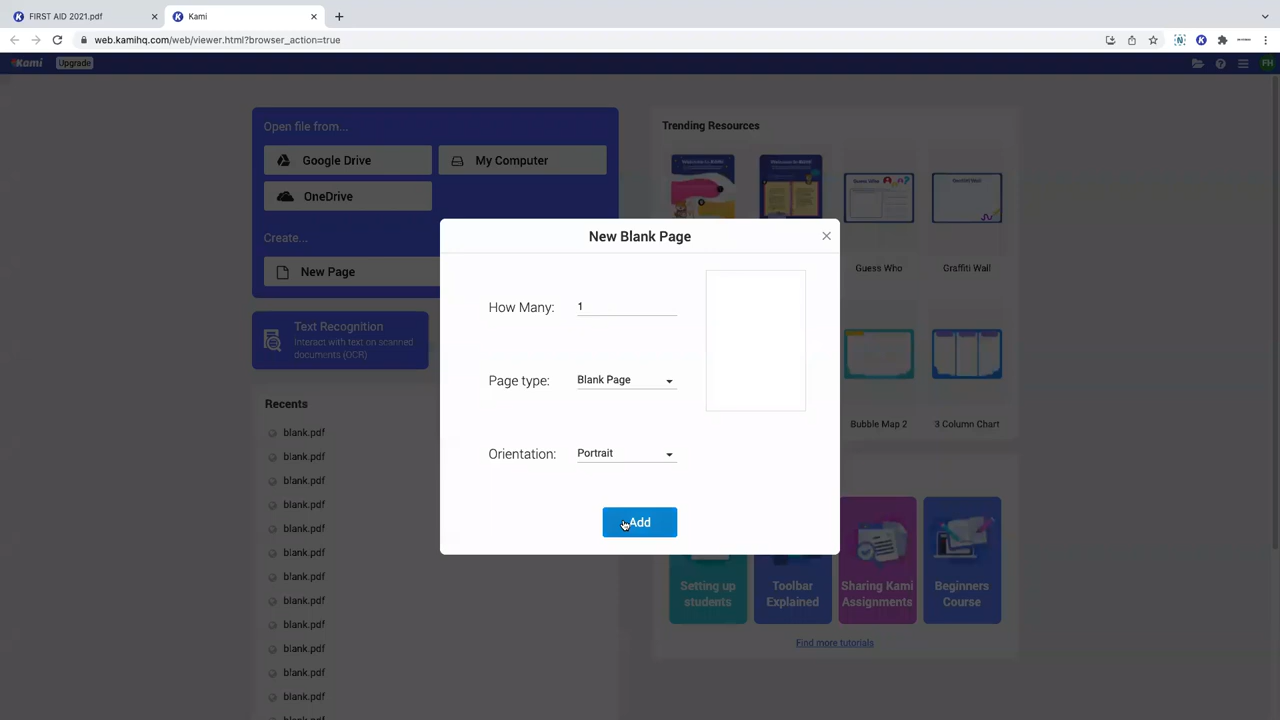 FIRST AID 2021.pdf
Kami
web.kamihq.com/web/viewer.html?browser_action=true
Kami
Upgrade
FH
Open file from...
Google Drive
My Computer
OneDrive
Create...
New Page
Text Recognition
Interact with text on scanned
documents (OCR)
Recents
blank.pdf
blank.pdf
blank.pdf
blank.pdf
blank.pdf
blank.pdf
blank.pdf
blank.pdf
blank.pdf
blank.pdf
blank.pdf
blank.pdf
New Blank Page
How Many:
1
Page type:
Blank Page
Orientation:
Portrait
Add
Trending Resources
Guess Who
Graffiti Wall
Guess Who
Graffiti Wall
Bubble Map 2
3 Column Chart
Setting up
students
Toolbar
Explained
Sharing Kami
Assignments
Beginners
Course
Find more tutorials